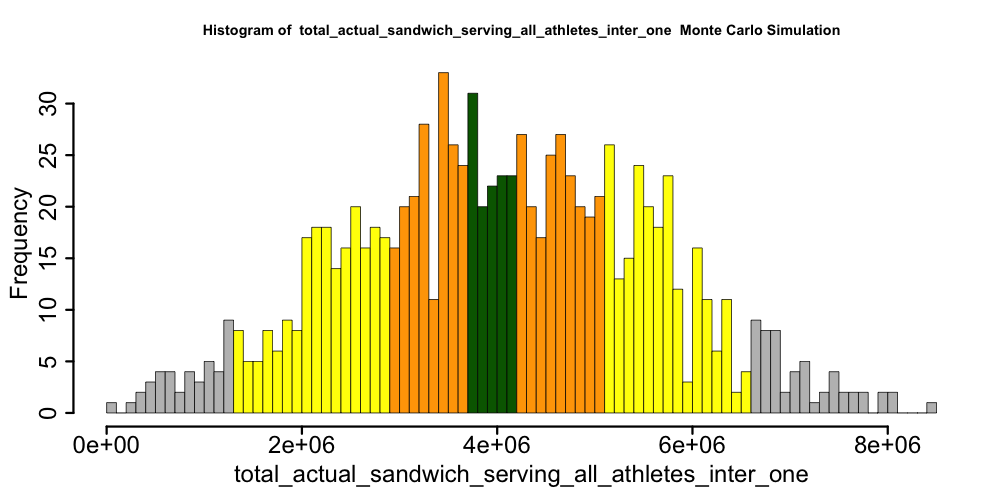 Histogram of  total_actual_sandwich_serving_all_athletes_inter_one  Monte Carlo Simulation
Frequency
30
25
20
15
10
5
0
0e+00 2e+06 4e+06 6e+06 8e+06
total_actual_sandwich_serving_all_athletes_inter_one